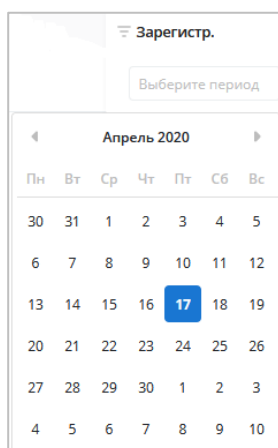 Зарегистр.
Выберите период
Апрель 2020
Пн Вт Ср Чт Пт Сб Вс
30 31 1 2 3 4 5
6 7 8 9 10 11 12
13 14 15 16 17 18 19
20 21 22 23 24 25 26
27 28 29 30 1 2 3
4 5 6 7 8 9 10